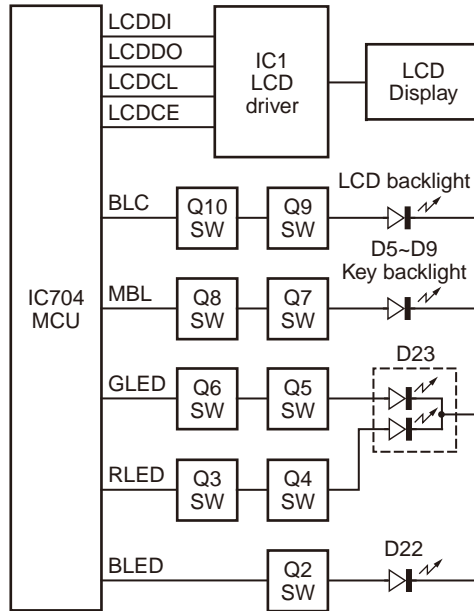 LCDDI
LCDDO
LCDCL
LCDCE
IC1
LCD
driver
LCD
Display
IC704
MCU
BLC
Q10
SW
Q9
SW
LCD backlight
MBL
Q8
SW
Q7
SW
D5~D9
Key backlight
GLED
Q6
SW
Q5
SW
D23
RLED
Q3
SW
Q4
SW
BLED
Q2
SW
D22